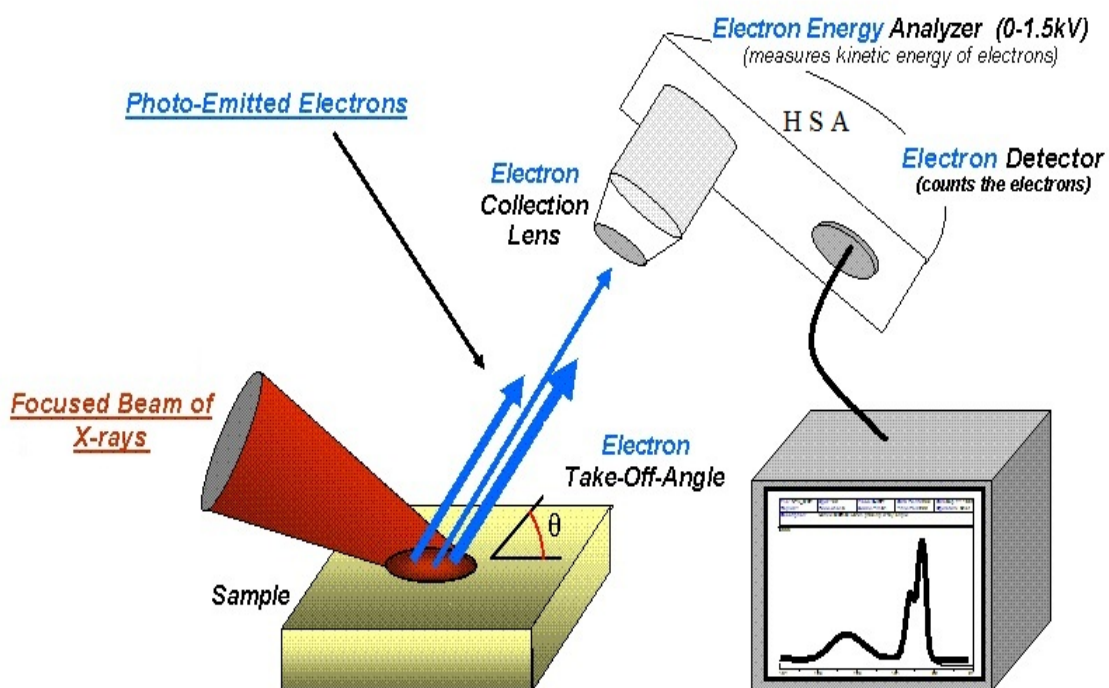 Electron Energy Analyzer (0-1.5kV)
(measures kinetic energy of electrons)
Photo-Emitted Electrons
H S A
Electron Detector
(counts the electrons)
Electron
Collection
Lens
Focused Beam of
X-rays
Electron
Take-Off-Angle
θ
Sample